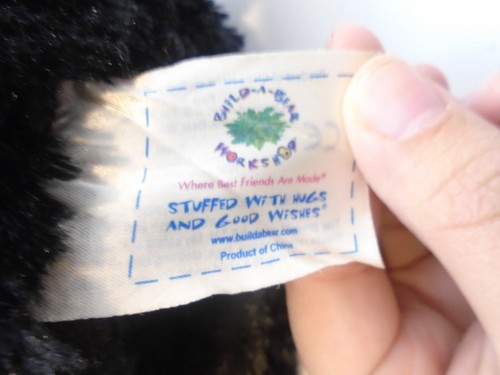 BUILD-A-BEAR
WORKSHOP
Where Best Friends Are Made®
STUFFED WITH HUGS
AND GOOD WISHES®
www.buildabear.com
Product of China